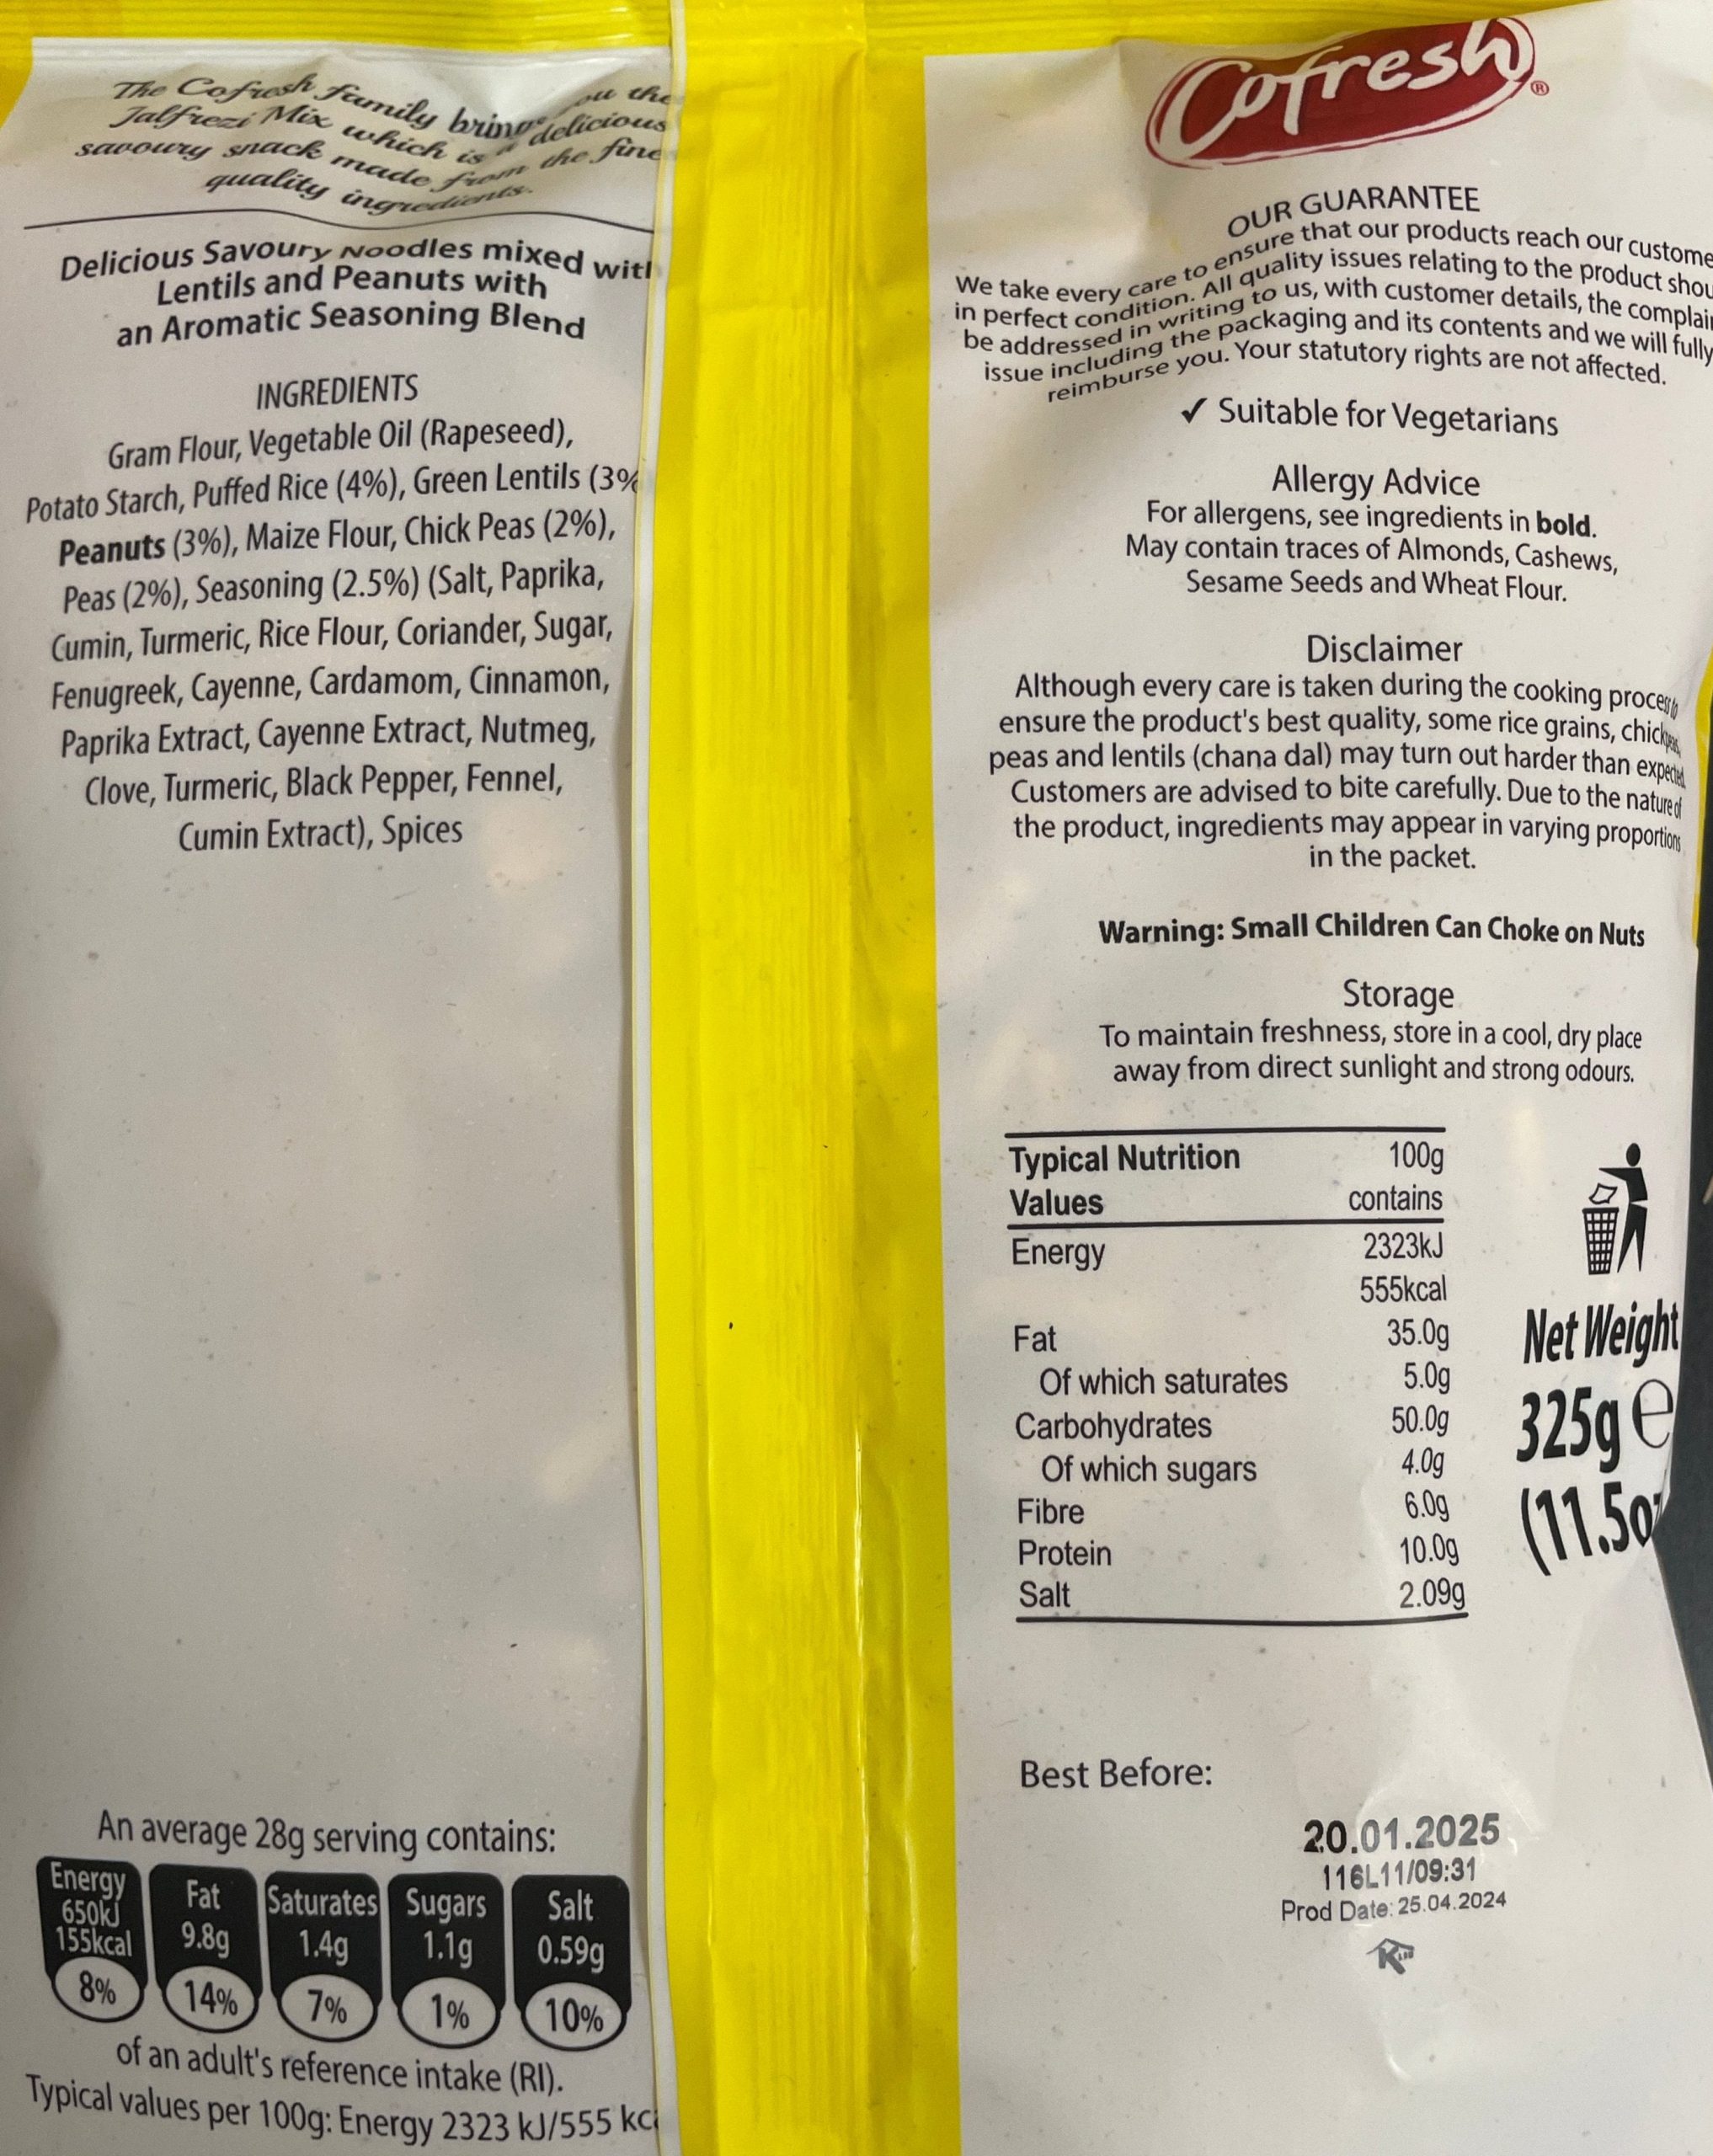 The Cofresh family brings you the
Jalfrezi Mix which is a delicious
savoury snack made from the fine
quality ingredients.
Delicious Savoury Noodles mixed with
Lentils and Peanuts with
an Aromatic Seasoning Blend
INGREDIENTS
Gram Flour, Vegetable Oil (Rapeseed),
Potato Starch, Puffed Rice (4%), Green Lentils (3%
Peanuts (3%), Maize Flour, Chick Peas (2%),
Peas (2%), Seasoning (2.5%) (Salt, Paprika,
Cumin, Turmeric, Rice Flour, Coriander, Sugar,
Fenugreek, Cayenne, Cardamom, Cinnamon,
Paprika Extract, Cayenne Extract, Nutmeg,
Clove, Turmeric, Black Pepper, Fennel,
Cumin Extract), Spices
An average 28g serving contains:
Energy 650kJ 155kcal 8%
Fat 9.8g 14%
Saturates 1.4g 7%
Sugars 1.1g 1%
Salt 0.59g 10%
of an adult's reference intake (RI).
Typical values per 100g: Energy 2323 kJ/555 kca
Cofresh®
OUR GUARANTEE
We take every care to ensure that our products reach our custome
in perfect condition. All quality issues relating to the product shou
be addressed in writing to us, with customer details, the complain
issue including the packaging and its contents and we will fully
reimburse you. Your statutory rights are not affected.
✓ Suitable for Vegetarians
Allergy Advice
For allergens, see ingredients in bold.
May contain traces of Almonds, Cashews,
Sesame Seeds and Wheat Flour.
Disclaimer
Although every care is taken during the cooking process to
ensure the product's best quality, some rice grains, chickpeas,
peas and lentils (chana dal) may turn out harder than expected.
Customers are advised to bite carefully. Due to the nature of
the product, ingredients may appear in varying proportions
in the packet.
Warning: Small Children Can Choke on Nuts
Storage
To maintain freshness, store in a cool, dry place
away from direct sunlight and strong odours.
Typical Nutrition 100g
Values contains
Energy 2323kJ
555kcal
Fat 35.0g
Of which saturates 5.0g
Carbohydrates 50.0g
Of which sugars 4.0g
Fibre 6.0g
Protein 10.0g
Salt 2.09g
Net Weight
325g e
(11.5oz
Best Before:
20.01.2025
116L11/09:31
Prod Date: 25.04.2024
K LTD